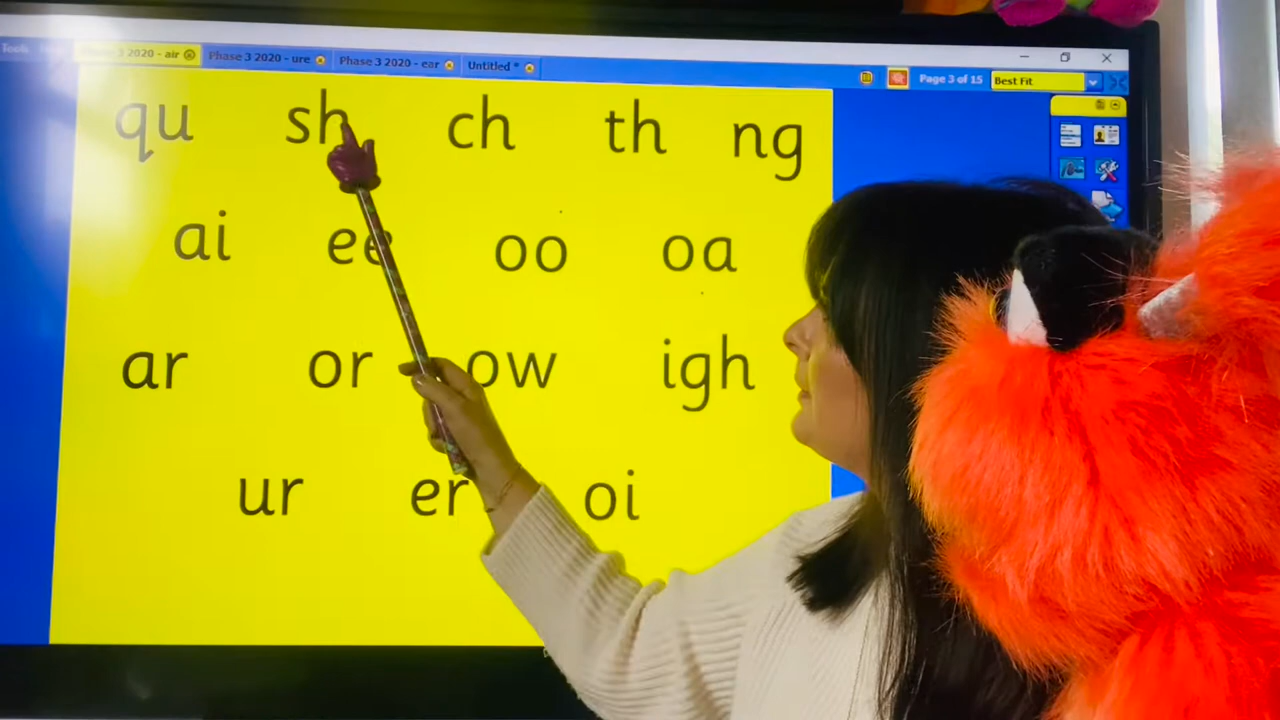 Tools
Phase 3 2020 - air Phase 3 2020 - ure Phase 3 2020 - ear Untitled *
Page 3 of 15 Best Fit
qu sh ch th ng
ai ee oo oa
ar or ow igh
ur er oi